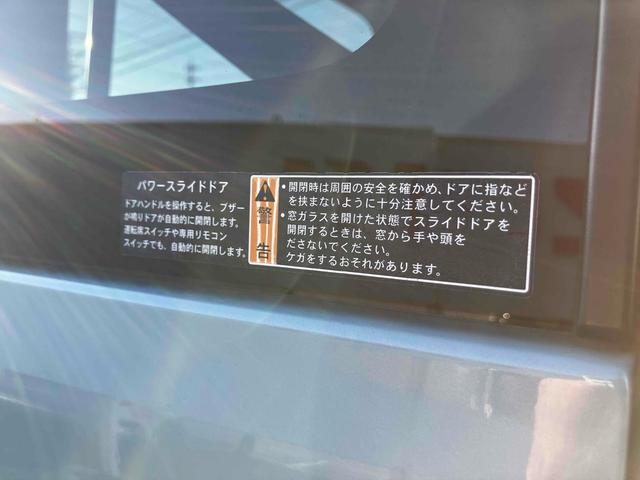 パワースライドドア
ドアハンドルを操作すると、ブザー
が鳴りドアが自動的に開閉します。
運転席スイッチや専用リモコン
スイッチでも、自動的に開閉します。
警告
・開閉時は周囲の安全を確かめ、ドアに指など
を挟まないように十分注意してください。
・窓ガラスを開けた状態でスライドドアを
開閉するときは、窓から手や頭を
ださないでください。
ケガをするおそれがあります。